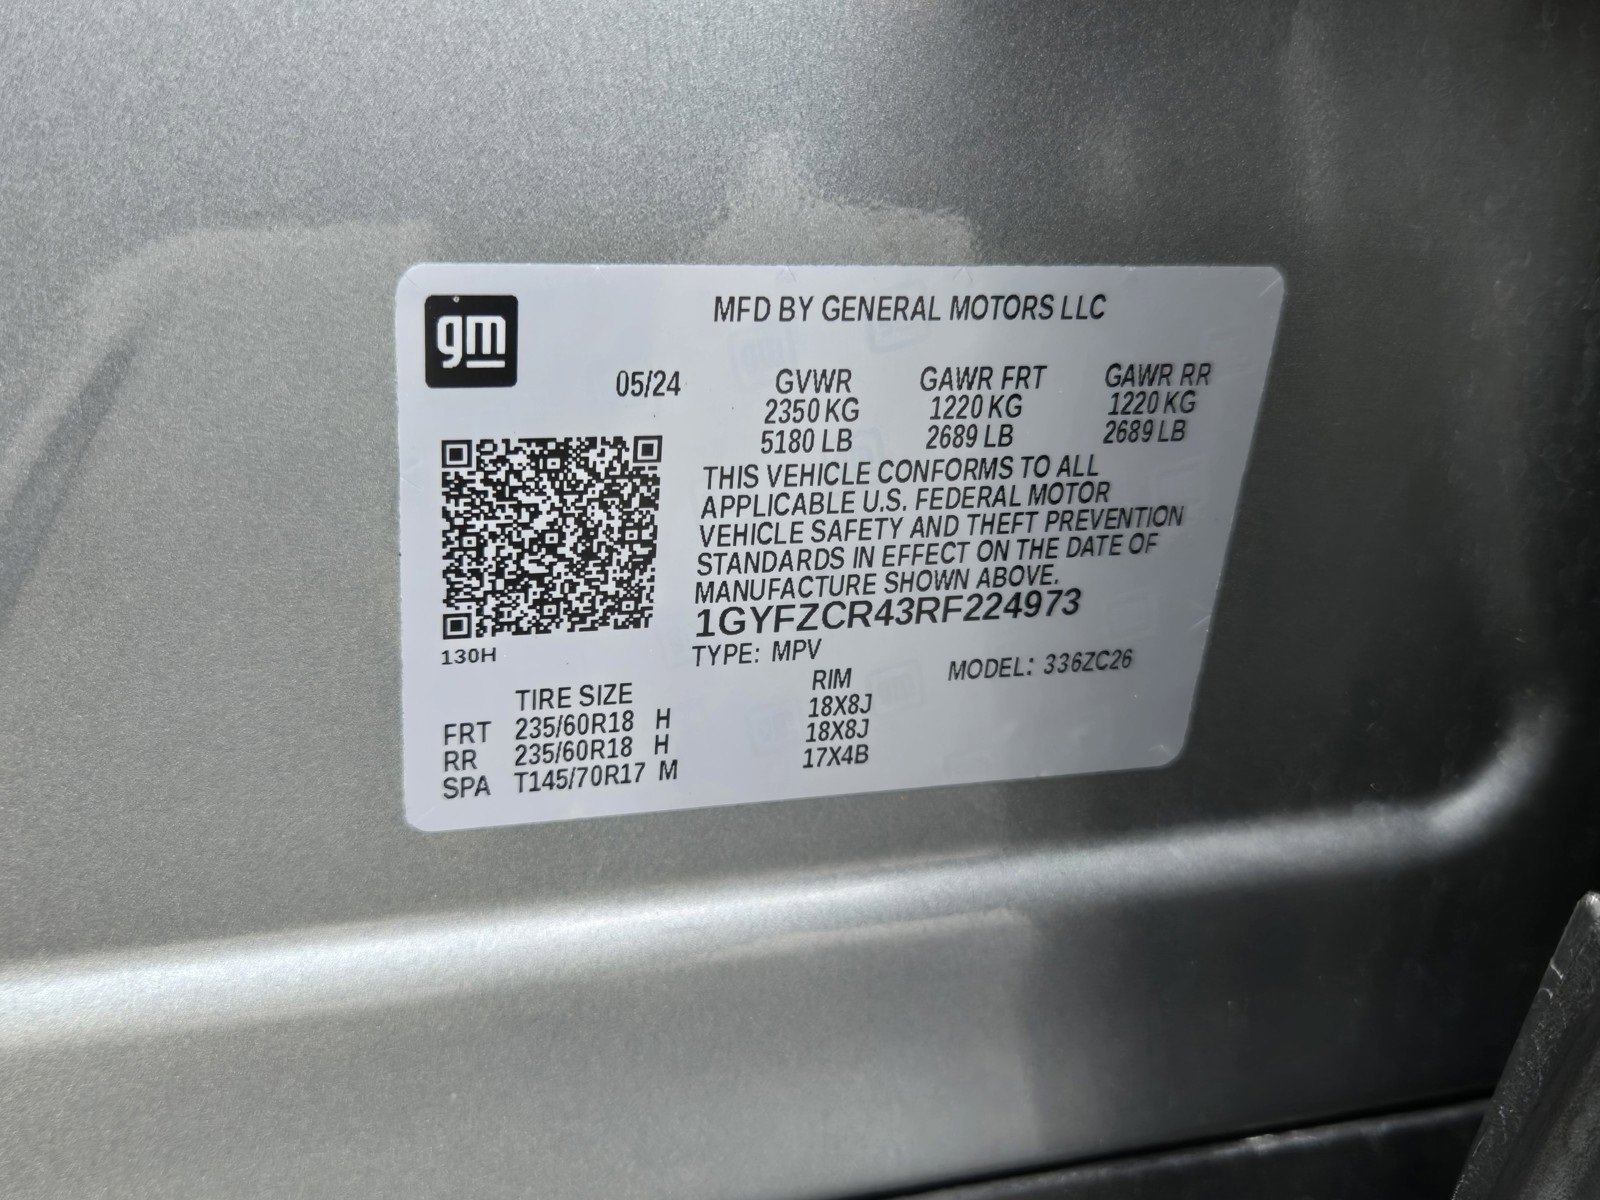 gm
MFD BY GENERAL MOTORS LLC
05/24 GVWR GAWR FRT GAWR RR
2350 KG 1220 KG 1220 KG
5180 LB 2689 LB 2689 LB
THIS VEHICLE CONFORMS TO ALL
APPLICABLE U.S. FEDERAL MOTOR
VEHICLE SAFETY AND THEFT PREVENTION
STANDARDS IN EFFECT ON THE DATE OF
MANUFACTURE SHOWN ABOVE.
1GYFZCR43RF224973
130H
TYPE: MPV MODEL: 336ZC26
TIRE SIZE RIM
FRT 235/60R18 H 18X8J
RR 235/60R18 H 18X8J
SPA T145/70R17 M 17X4B